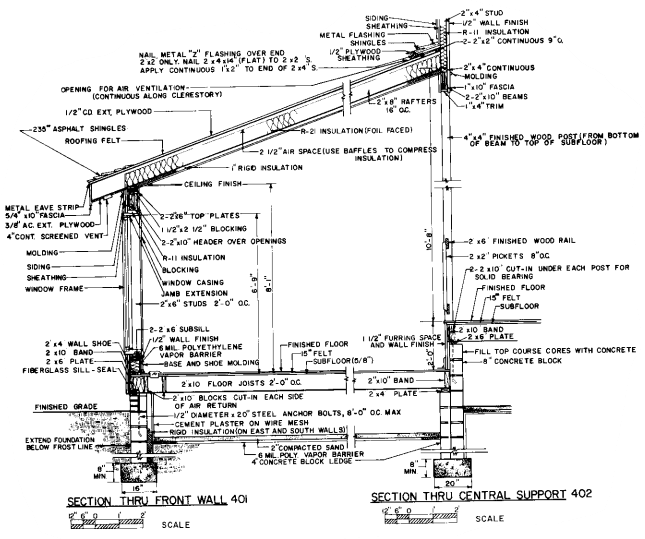 SIDING
SHEATHING
METAL FLASHING
SHINGLES
1/2" PLYWOOD
SHEATHING
2"x4" STUD
1/2" WALL FINISH
R-11 INSULATION
2-2"x2" CONTINUOUS 9"O.
2"x4" CONTINUOUS
MOLDING
1"x10" FASCIA
2-2"x10" BEAMS
1"x4" TRIM
NAIL METAL "Z" FLASHING OVER END
2x2 ONLY. NAIL 2x4x14" (FLAT) TO 2x2'S.
APPLY CONTINUOUS 1"x2" TO END OF 2x4'S.
OPENING FOR AIR VENTILATION
(CONTINUOUS ALONG CLERESTORY)
1/2" CD. EXT. PLYWOOD
235# ASPHALT SHINGLES
ROOFING FELT
2"x8" RAFTERS
16" O.C.
R-21 INSULATION (FOIL FACED)
2 1/2" AIR SPACE (USE BAFFLES TO COMPRESS
INSULATION)
1" RIGID INSULATION
CEILING FINISH
4"x4" FINISHED WOOD POST (FROM BOTTOM
OF BEAM TO TOP OF SUBFLOOR)
METAL EAVE STRIP
5/4" x10" FASCIA
3/8' AC. EXT. PLYWOOD
4" CONT. SCREENED VENT
MOLDING
SIDING
SHEATHING
WINDOW FRAME
2-2"x6" TOP PLATES
1 1/2"x2 1/2" BLOCKING
2-2"x10" HEADER OVER OPENINGS
R-11 INSULATION
BLOCKING
WINDOW CASING
JAMB EXTENSION
2"x6" STUDS 2'-0" O.C.
6'-9"
8'-1"
10'-8"
2'-0"
2 x6' FINISHED WOOD RAIL
2 x2' PICKETS 8"O.C.
2-2 x10' CUT-IN UNDER EACH POST FOR
SOLID BEARING
FINISHED FLOOR
15# FELT
SUBFLOOR
2 x10 BAND
2"x6" PLATE
FILL TOP COURSE CORES WITH CONCRETE
8" CONCRETE BLOCK
2'x4 WALL SHOE
2 x10 BAND
2 x6 PLATE
FIBERGLASS SILL-SEAL
2-2 x6 SUBSILL
1/2" WALL FINISH
6 MIL. POLYETHYLENE
VAPOR BARRIER
BASE AND SHOE MOLDING
FINISHED FLOOR
15# FELT
SUBFLOOR (5/8")
1 1/2" FURRING SPACE
AND WALL FINISH
2'x10 FLOOR JOISTS 2'-0" O.C.
2"x10" BAND
2 x4 PLATE
2"x10" BLOCKS CUT-IN EACH SIDE
OF AIR RETURN
1/2" DIAMETER x 20" STEEL ANCHOR BOLTS, 8'-0" O.C. MAX
CEMENT PLASTER ON WIRE MESH
RIGID INSULATION (ON EAST AND SOUTH WALLS)
2" COMPACTED SAND
6 MIL. POLY. VAPOR BARRIER
4" CONCRETE BLOCK LEDGE
FINISHED GRADE
EXTEND FOUNDATION
BELOW FROST LINE
8"
MIN.
16"
8"
MIN
20"
SECTION THRU FRONT WALL 401
12" 6" 0 1' 2'
SCALE
SECTION THRU CENTRAL SUPPORT 402
12" 6" 0 1' 2'
SCALE